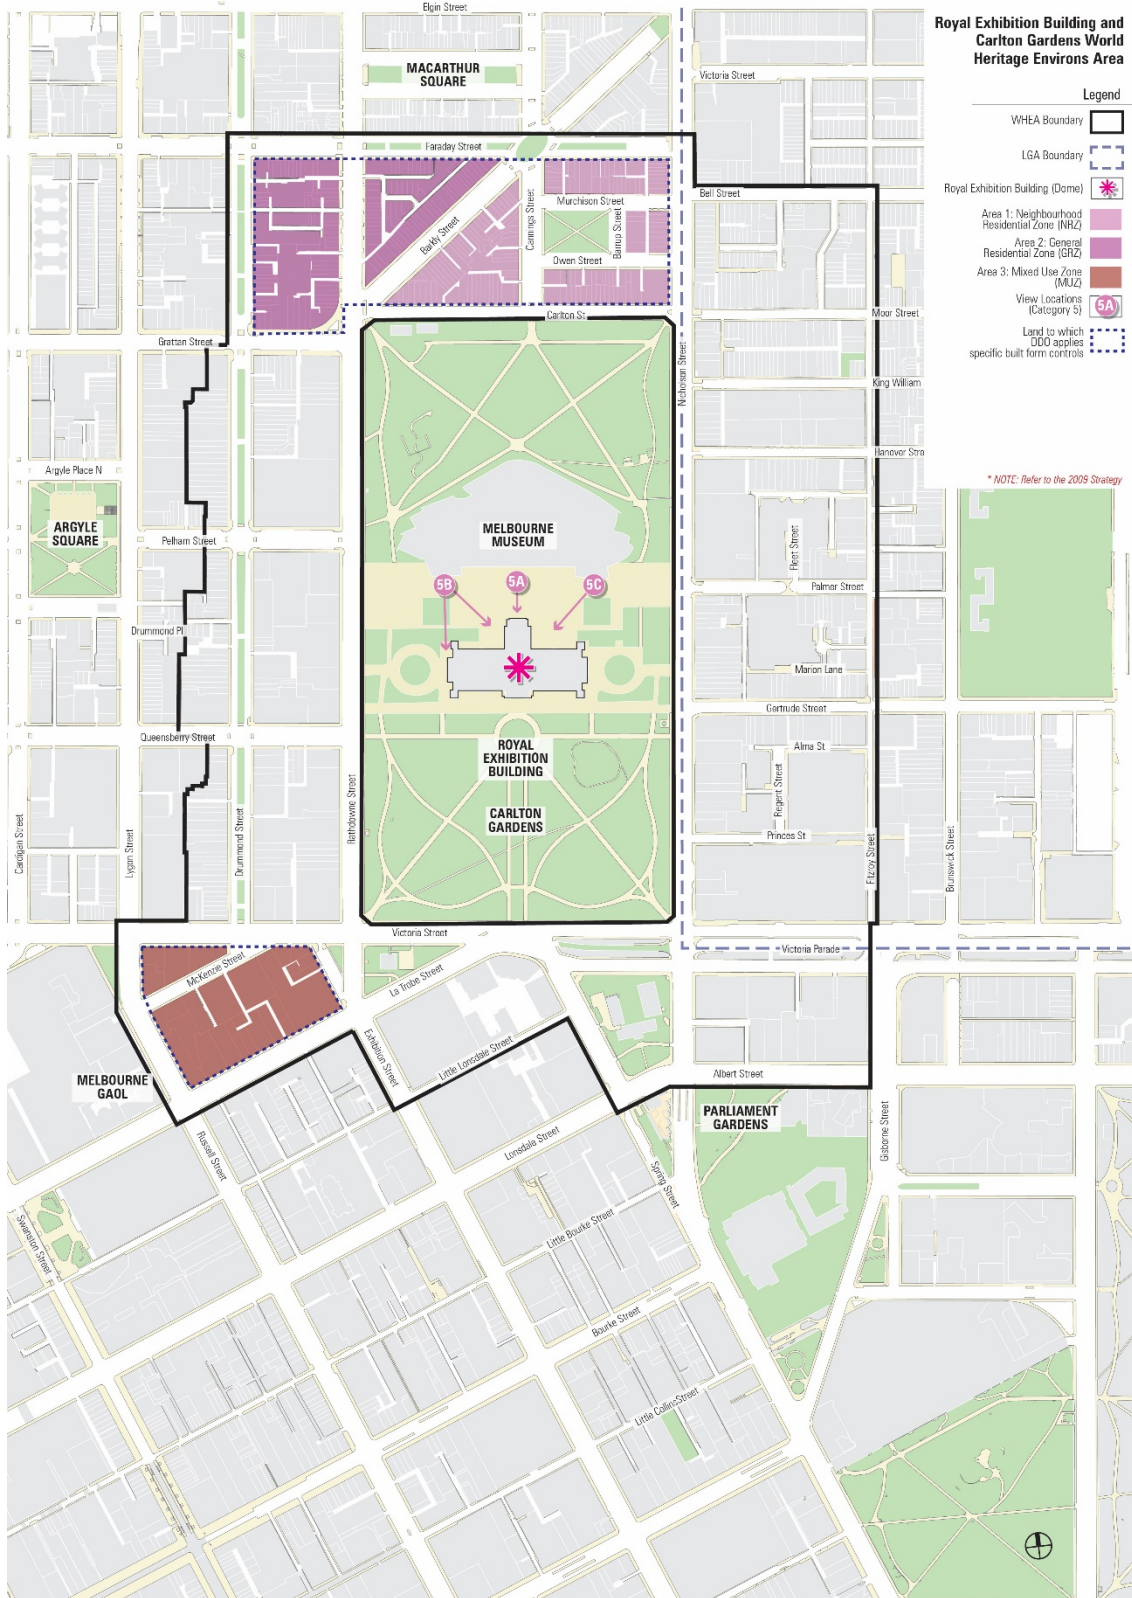 Elgin Street
Royal Exhibition Building and
Carlton Gardens World
Heritage Environs Area
MACARTHUR
SQUARE
Victoria Street
Legend
WHEA Boundary
LGA Boundary
Royal Exhibition Building (Dome)
Area 1: Neighbourhood
Residential Zone (NRZ)
Area 2: General
Residential Zone (GRZ)
Area 3: Mixed Use Zone
(MUZ)
View Locations
(Category 5)
5A
Land to which
DDO applies
specific built form controls
* NOTE: Refer to the 2009 Strategy
Faraday Street
Bell Street
Murchison Street
Barkly Street
Cannings Street
Barrup Street
Owen Street
Carlton St
Moor Street
Grattan Street
Nicholson Street
King William
Hanover Stre
Argyle Place N
ARGYLE
SQUARE
Pelham Street
MELBOURNE
MUSEUM
Fleet Street
5B
5A
5C
Palmer Street
Drummond Pl
Marion Lane
Gertrude Street
Queensberry Street
ROYAL
EXHIBITION
BUILDING
Alma St
Regent Street
Rathdowne Street
CARLTON
GARDENS
Princes St
Cardigan Street
Lygon Street
Drummond Street
Fitzroy Street
Brunswick Street
Victoria Street
Victoria Parade
McKenzie Street
La Trobe Street
Exhibition Street
Little Lonsdale Street
MELBOURNE
GAOL
Albert Street
PARLIAMENT
GARDENS
Gisborne Street
Russell Street
Lonsdale Street
Spring Street
Swanston Street
Little Bourke Street
Bourke Street
Little Collins Street